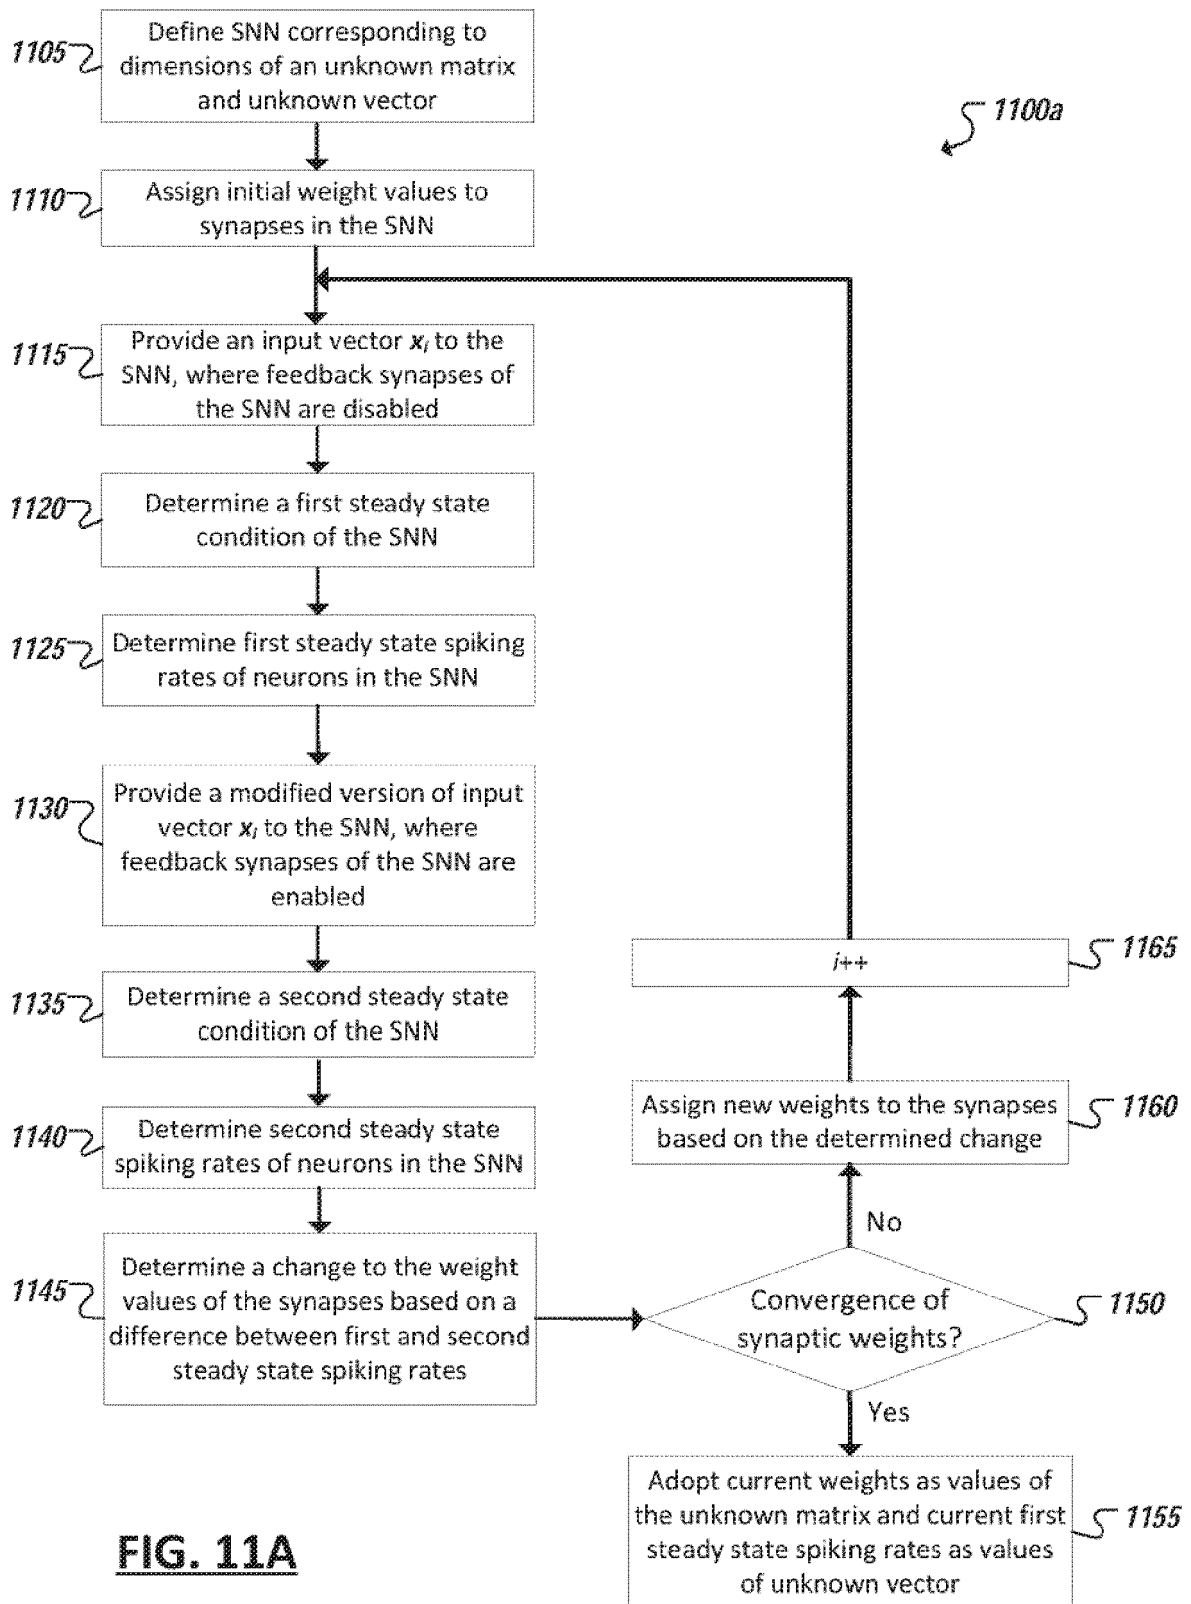 1105
Define SNN corresponding to
dimensions of an unknown matrix
and unknown vector
1100a
1110
Assign initial weight values to
synapses in the SNN
1115
Provide an input vector xi to the
SNN, where feedback synapses of
the SNN are disabled
1120
Determine a first steady state
condition of the SNN
1125
Determine first steady state spiking
rates of neurons in the SNN
1130
Provide a modified version of input
vector xi to the SNN, where
feedback synapses of the SNN are
enabled
1135
Determine a second steady state
condition of the SNN
1140
Determine second steady state
spiking rates of neurons in the SNN
1145
Determine a change to the weight
values of the synapses based on a
difference between first and second
steady state spiking rates
i++
1165
Assign new weights to the synapses
based on the determined change
1160
No
Convergence of
synaptic weights?
1150
Yes
Adopt current weights as values of
the unknown matrix and current first
steady state spiking rates as values
of unknown vector
1155
FIG. 11A